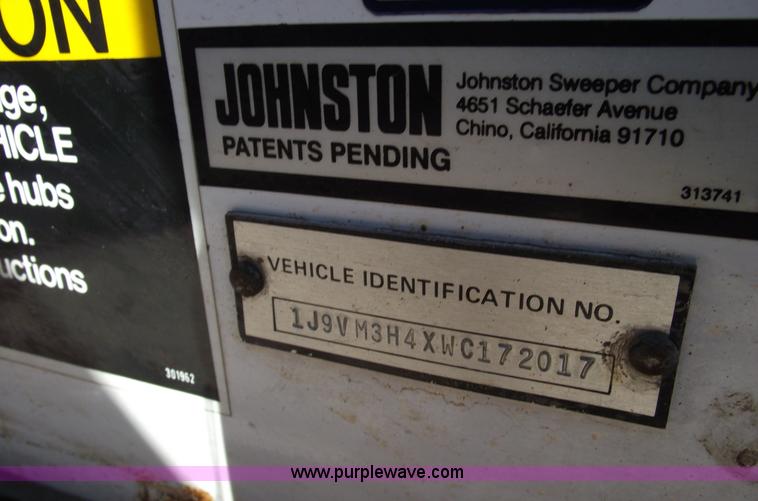 ON
ge,
HICLE
hubs
on.
uctions
301962
JOHNSTON
PATENTS PENDING
Johnston Sweeper Company
4651 Schaefer Avenue
Chino, California 91710
313741
VEHICLE IDENTIFICATION NO.
1J9VM3H4XWC172017
www.purplewave.com